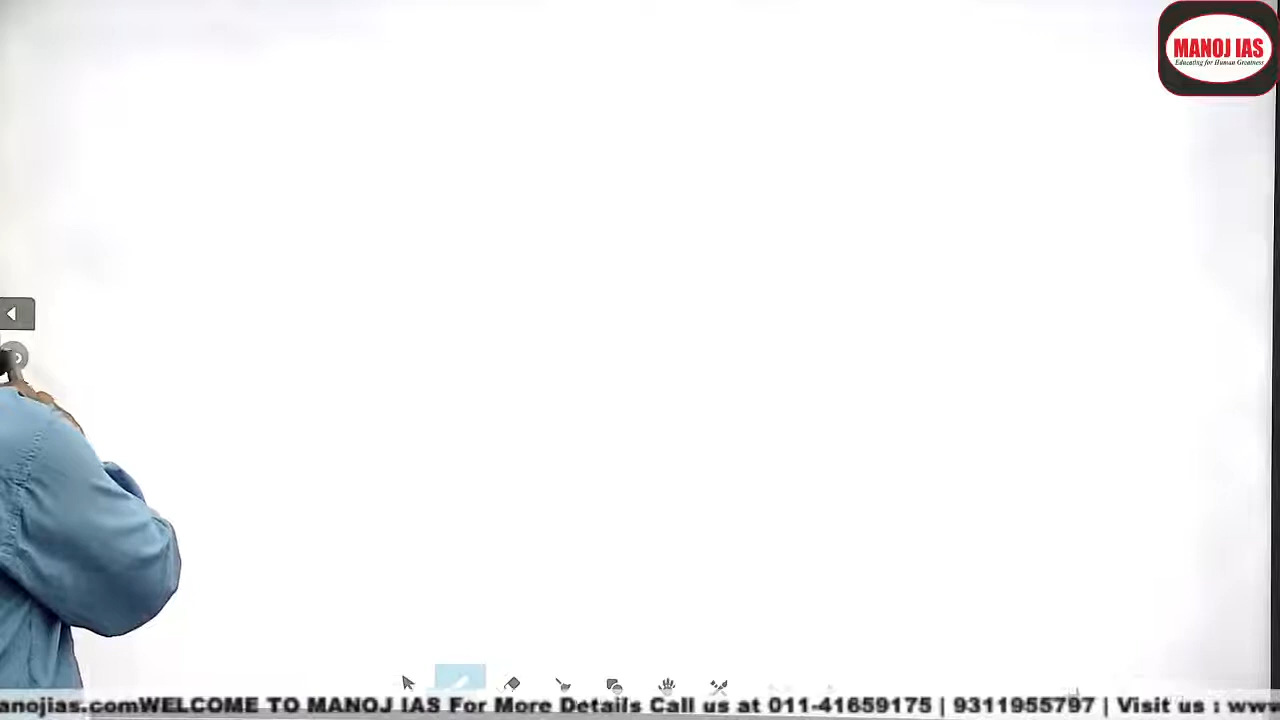 MANOJ IAS
Educating for Human Greatness
anojias.comWELCOME TO MANOJ IAS For More Details Call us at 011-41659175 | 9311955797 | Visit us : www